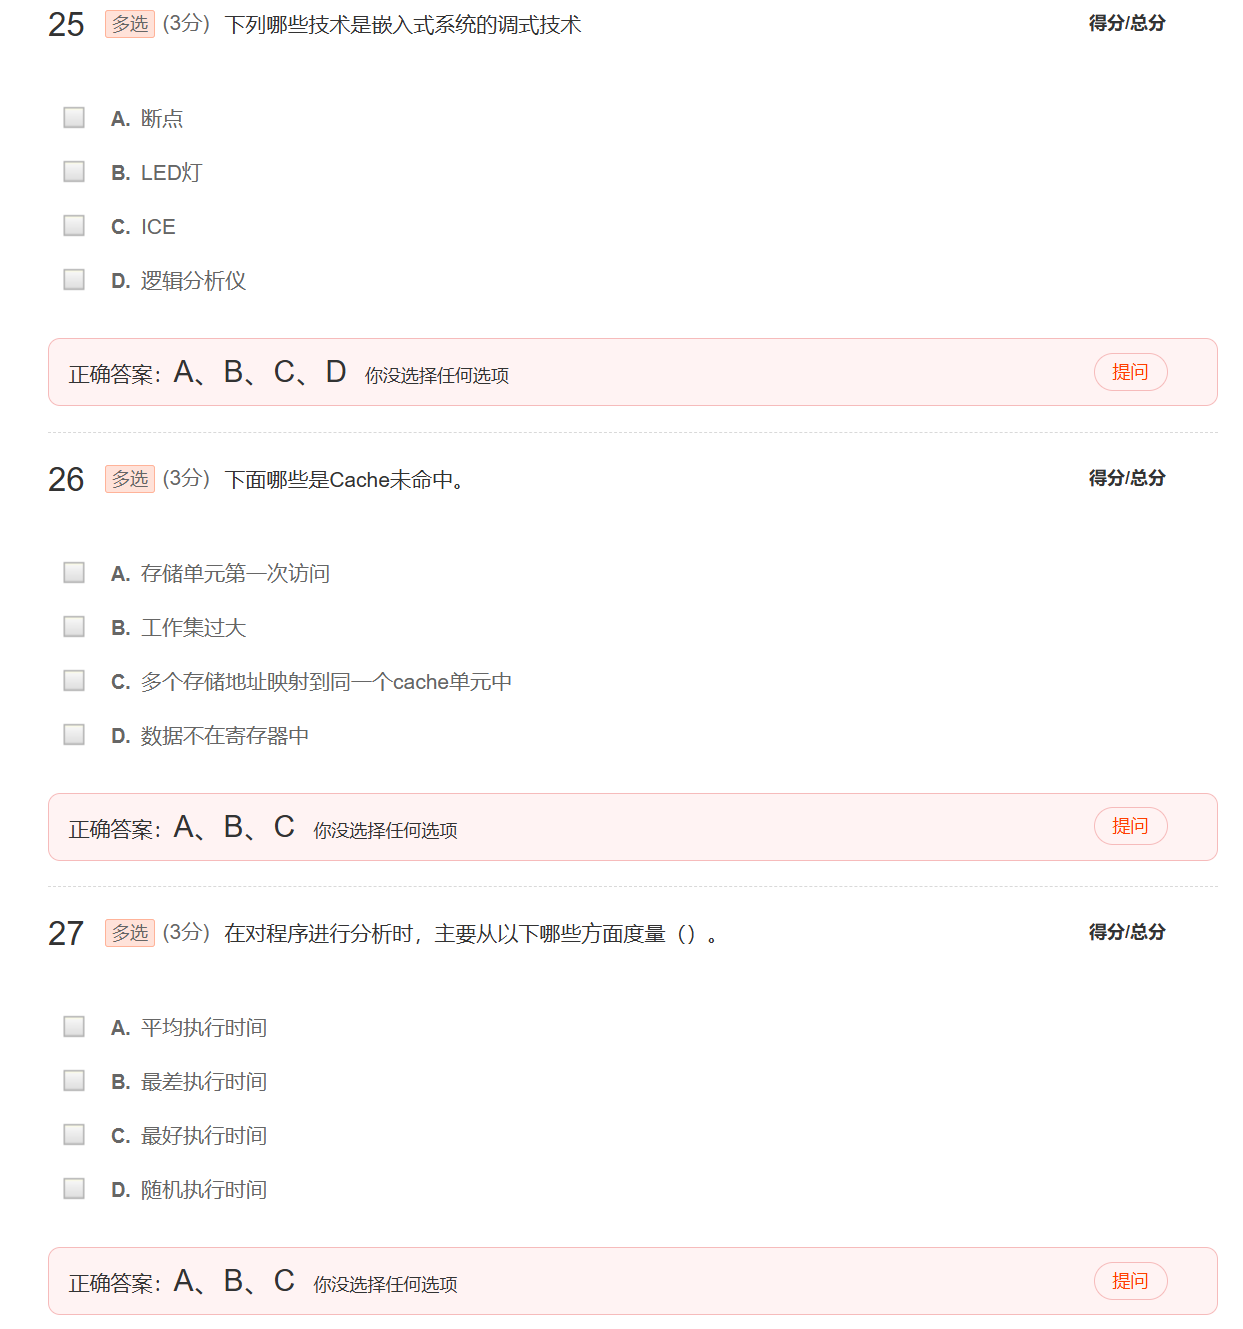 25 多选 (3分) 下列哪些技术是嵌入式系统的调式技术 得分/总分
A. 断点
B. LED灯
C. ICE
D. 逻辑分析仪
正确答案：A、B、C、D 你没选择任何选项 提问
26 多选 (3分) 下面哪些是Cache未命中。 得分/总分
A. 存储单元第一次访问
B. 工作集过大
C. 多个存储地址映射到同一个cache单元中
D. 数据不在寄存器中
正确答案：A、B、C 你没选择任何选项 提问
27 多选 (3分) 在对程序进行分析时，主要从以下哪些方面度量（）。 得分/总分
A. 平均执行时间
B. 最差执行时间
C. 最好执行时间
D. 随机执行时间
正确答案：A、B、C 你没选择任何选项 提问